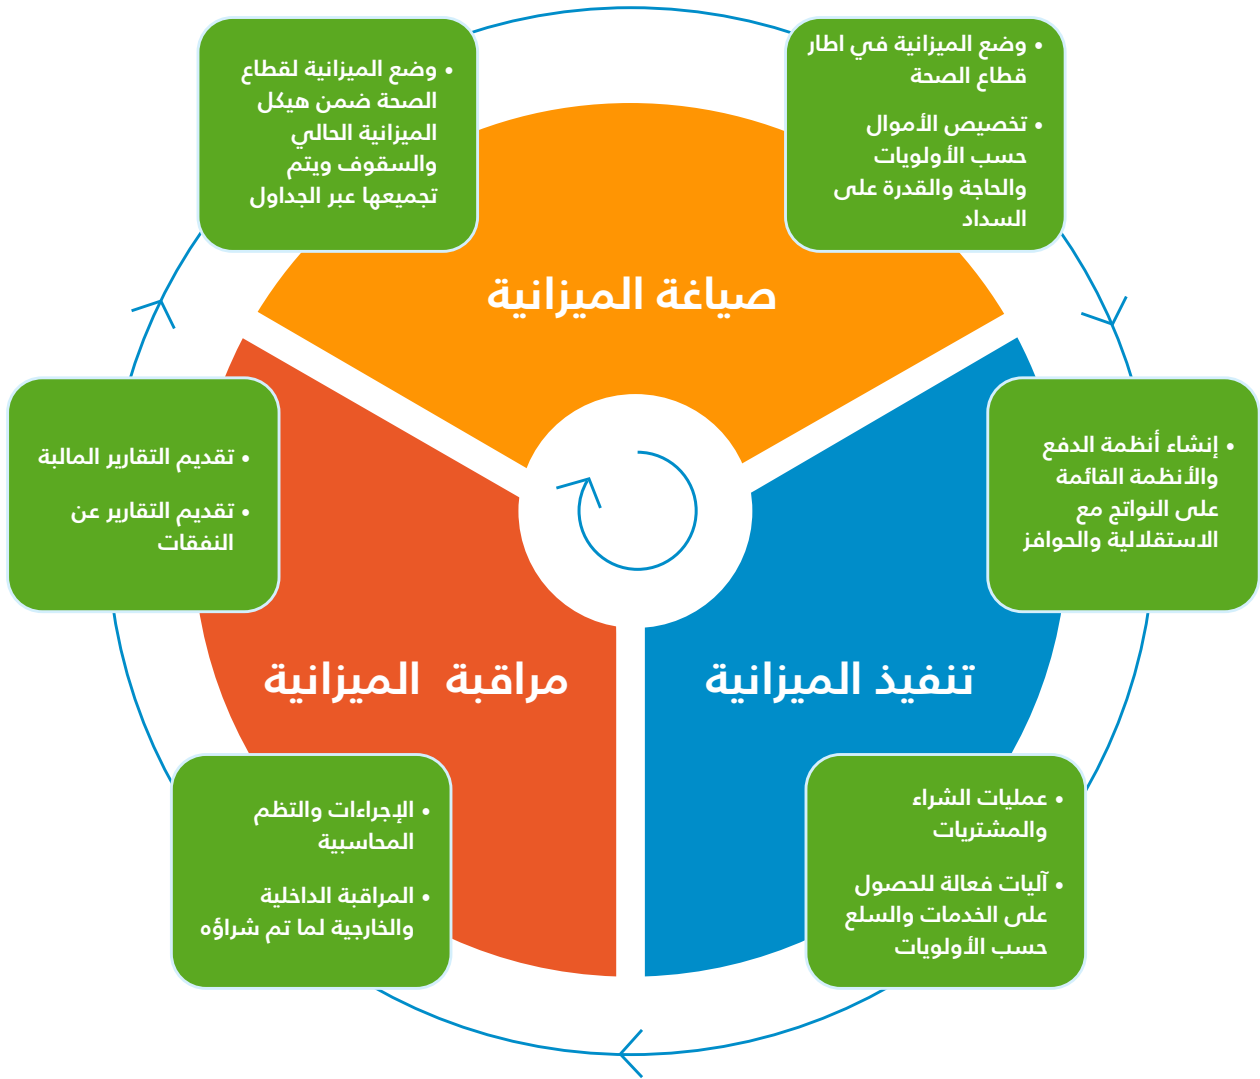 • وضع الميزانية في اطار
قطاع الصحة
• تخصيص الأموال
حسب الأولويات
والحاجة والقدرة على
السداد
• وضع الميزانية لقطاع
الصحة ضمن هيكل
الميزانية الحالي
والسقوف ويتم
تجميعها عبر الجداول
صياغة الميزانية
• إنشاء أنظمة الدفع
والأنظمة القائمة
على النواتج مع
الاستقلالية والحوافز
• تقديم التقارير المالبة
• تقديم التقارير عن
النفقات
تنفيذ الميزانية
مراقبة الميزانية
• عمليات الشراء
والمشتريات
• آليات فعالة للحصول
على الخدمات والسلع
حسب الأولويات
• الإجراءات والتظم
المحاسبية
• المراقبة الداخلية
والخارجية لما تم شراؤه